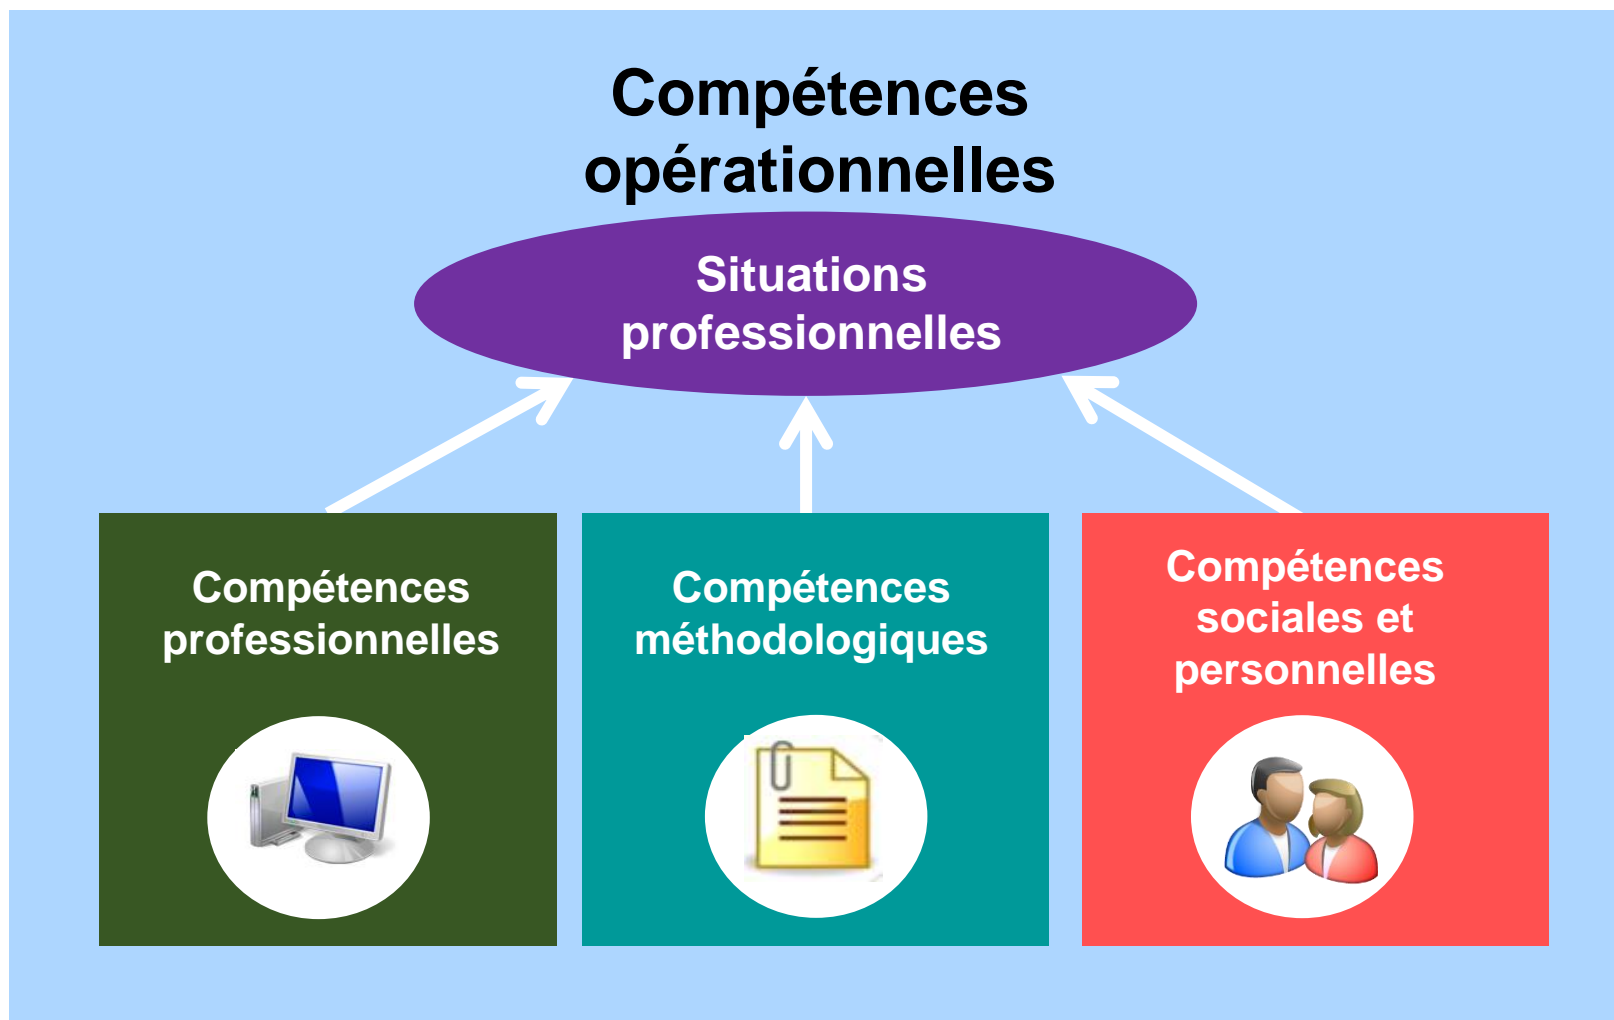 Compétences
opérationnelles
Situations
professionnelles
Compétences
professionnelles
Compétences
méthodologiques
Compétences
sociales et
personnelles